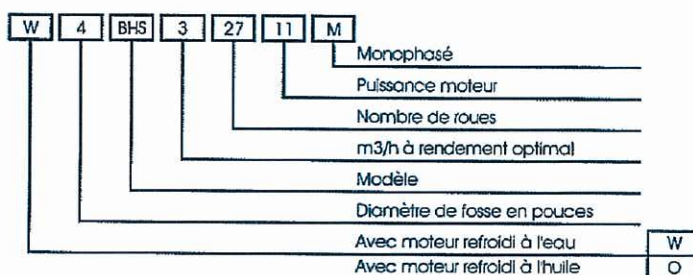 W 4 BHS 3 27 11 M
Monophasé
Puissance moteur
Nombre de roues
m3/h à rendement optimal
Modèle
Diamètre de fosse en pouces
Avec moteur refroidi à l'eau W
Avec moteur refroidi à l'huile O